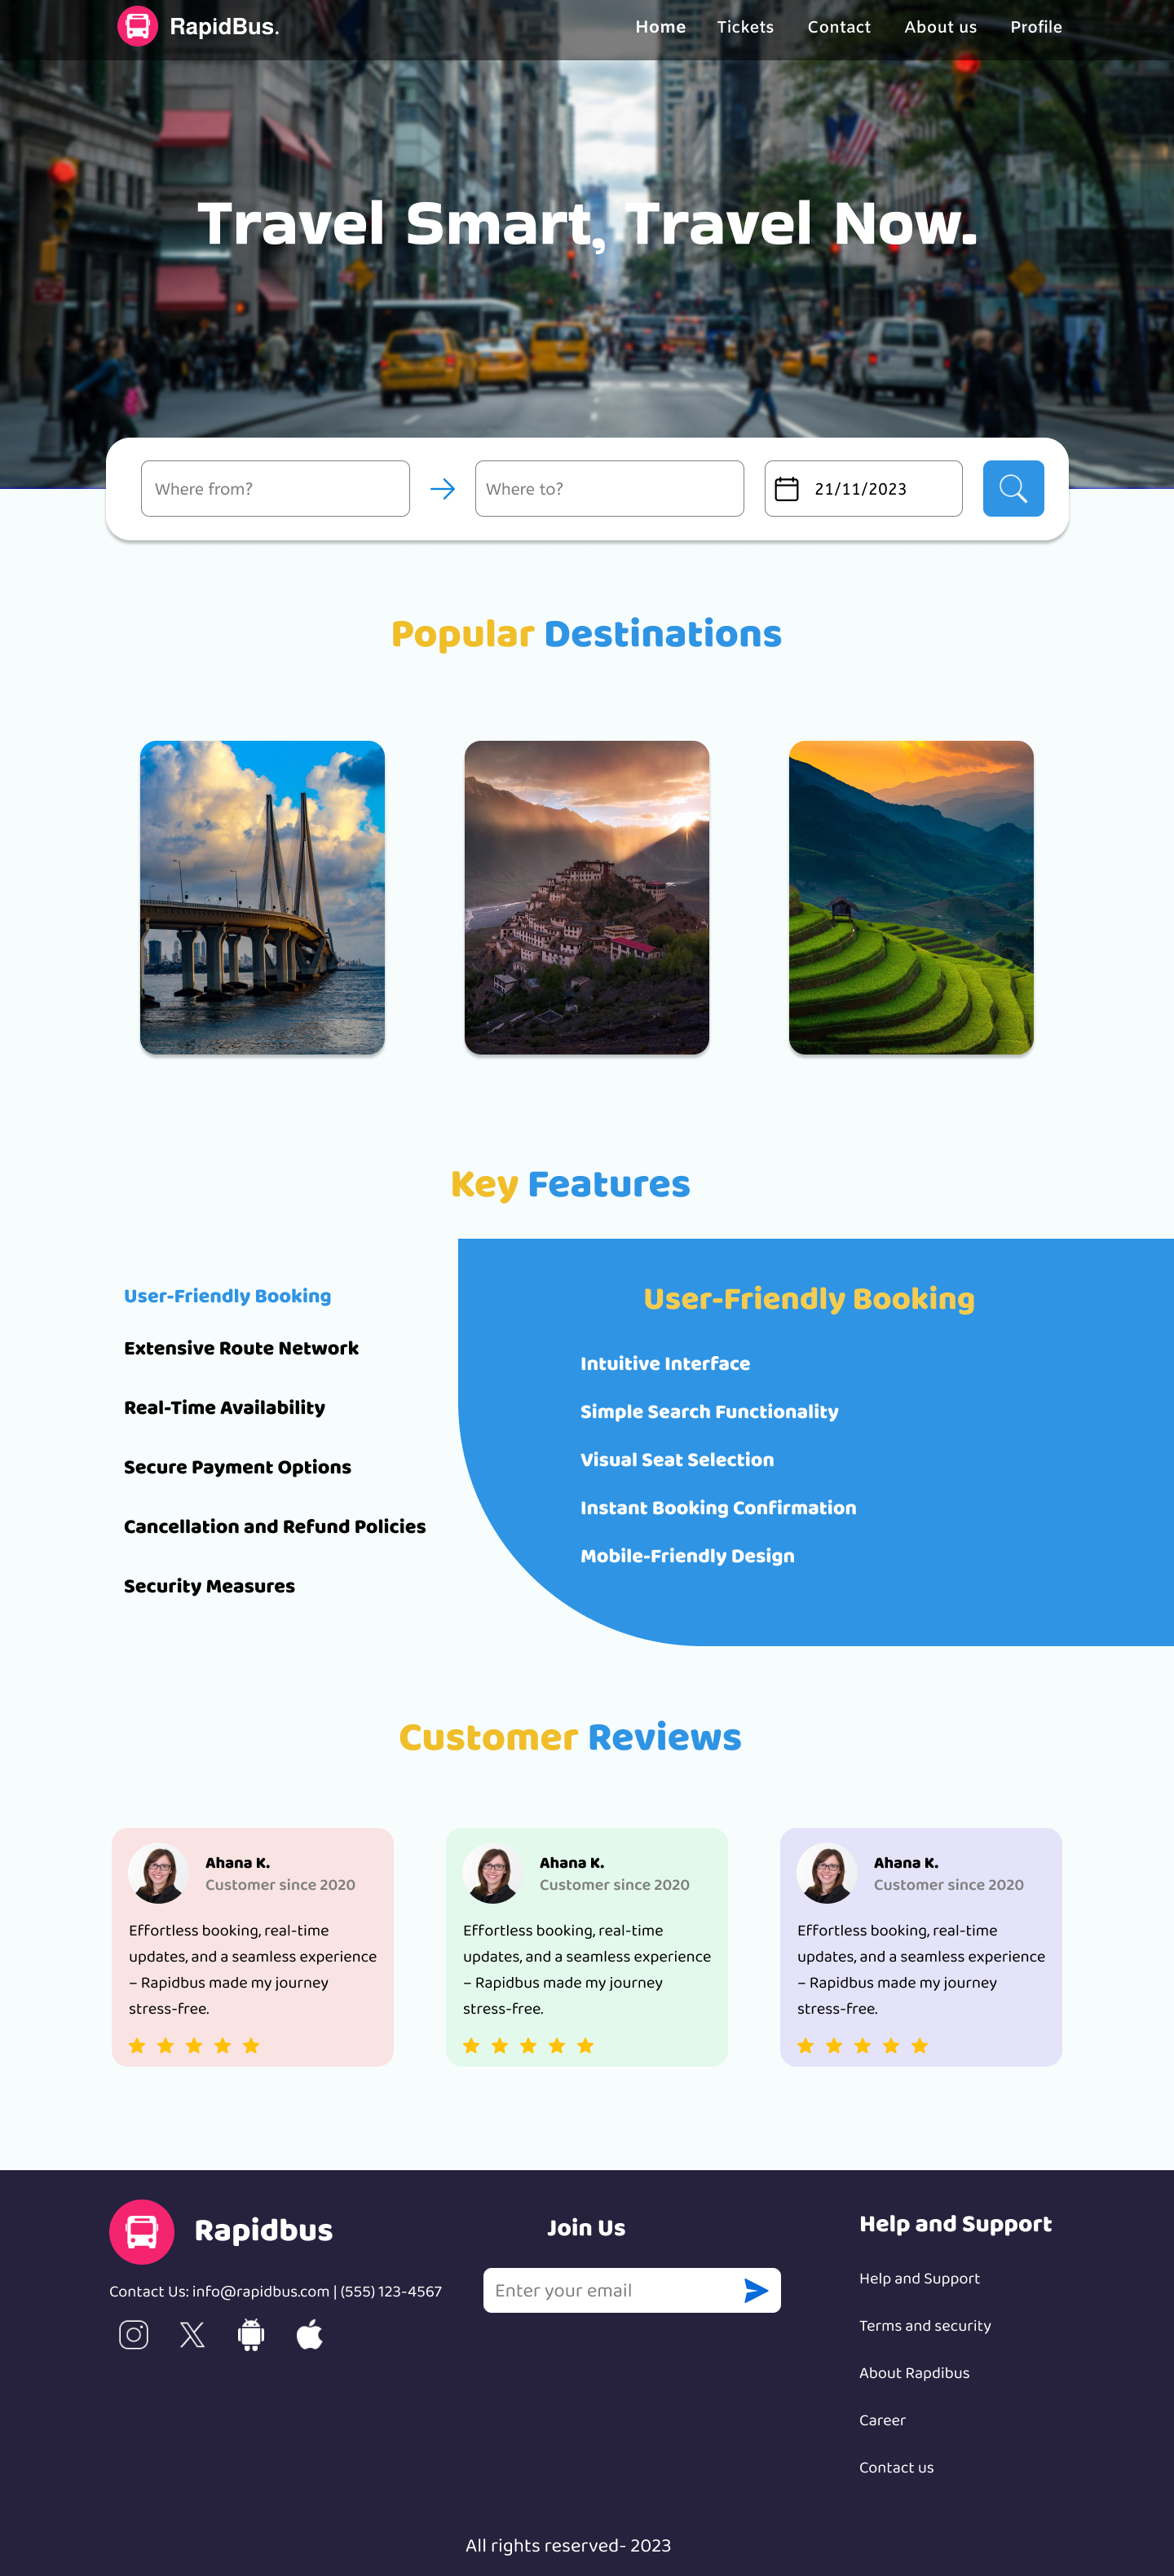 RapidBus.
Home
Tickets
Contact
About us
Profile
Travel Smart, Travel Now.
Where from?
Where to?
21/11/2023
Popular Destinations
Key Features
User-Friendly Booking
Extensive Route Network
Real-Time Availability
Secure Payment Options
Cancellation and Refund Policies
Security Measures
User-Friendly Booking
Intuitive Interface
Simple Search Functionality
Visual Seat Selection
Instant Booking Confirmation
Mobile-Friendly Design
Customer Reviews
Ahana K.
Customer since 2020
Effortless booking, real-time
updates, and a seamless experience
– Rapidbus made my journey
stress-free.
Ahana K.
Customer since 2020
Effortless booking, real-time
updates, and a seamless experience
– Rapidbus made my journey
stress-free.
Ahana K.
Customer since 2020
Effortless booking, real-time
updates, and a seamless experience
– Rapidbus made my journey
stress-free.
Rapidbus
Contact Us: info@rapidbus.com | (555) 123-4567
Join Us
Enter your email
Help and Support
Help and Support
Terms and security
About Rapdibus
Career
Contact us
All rights reserved- 2023